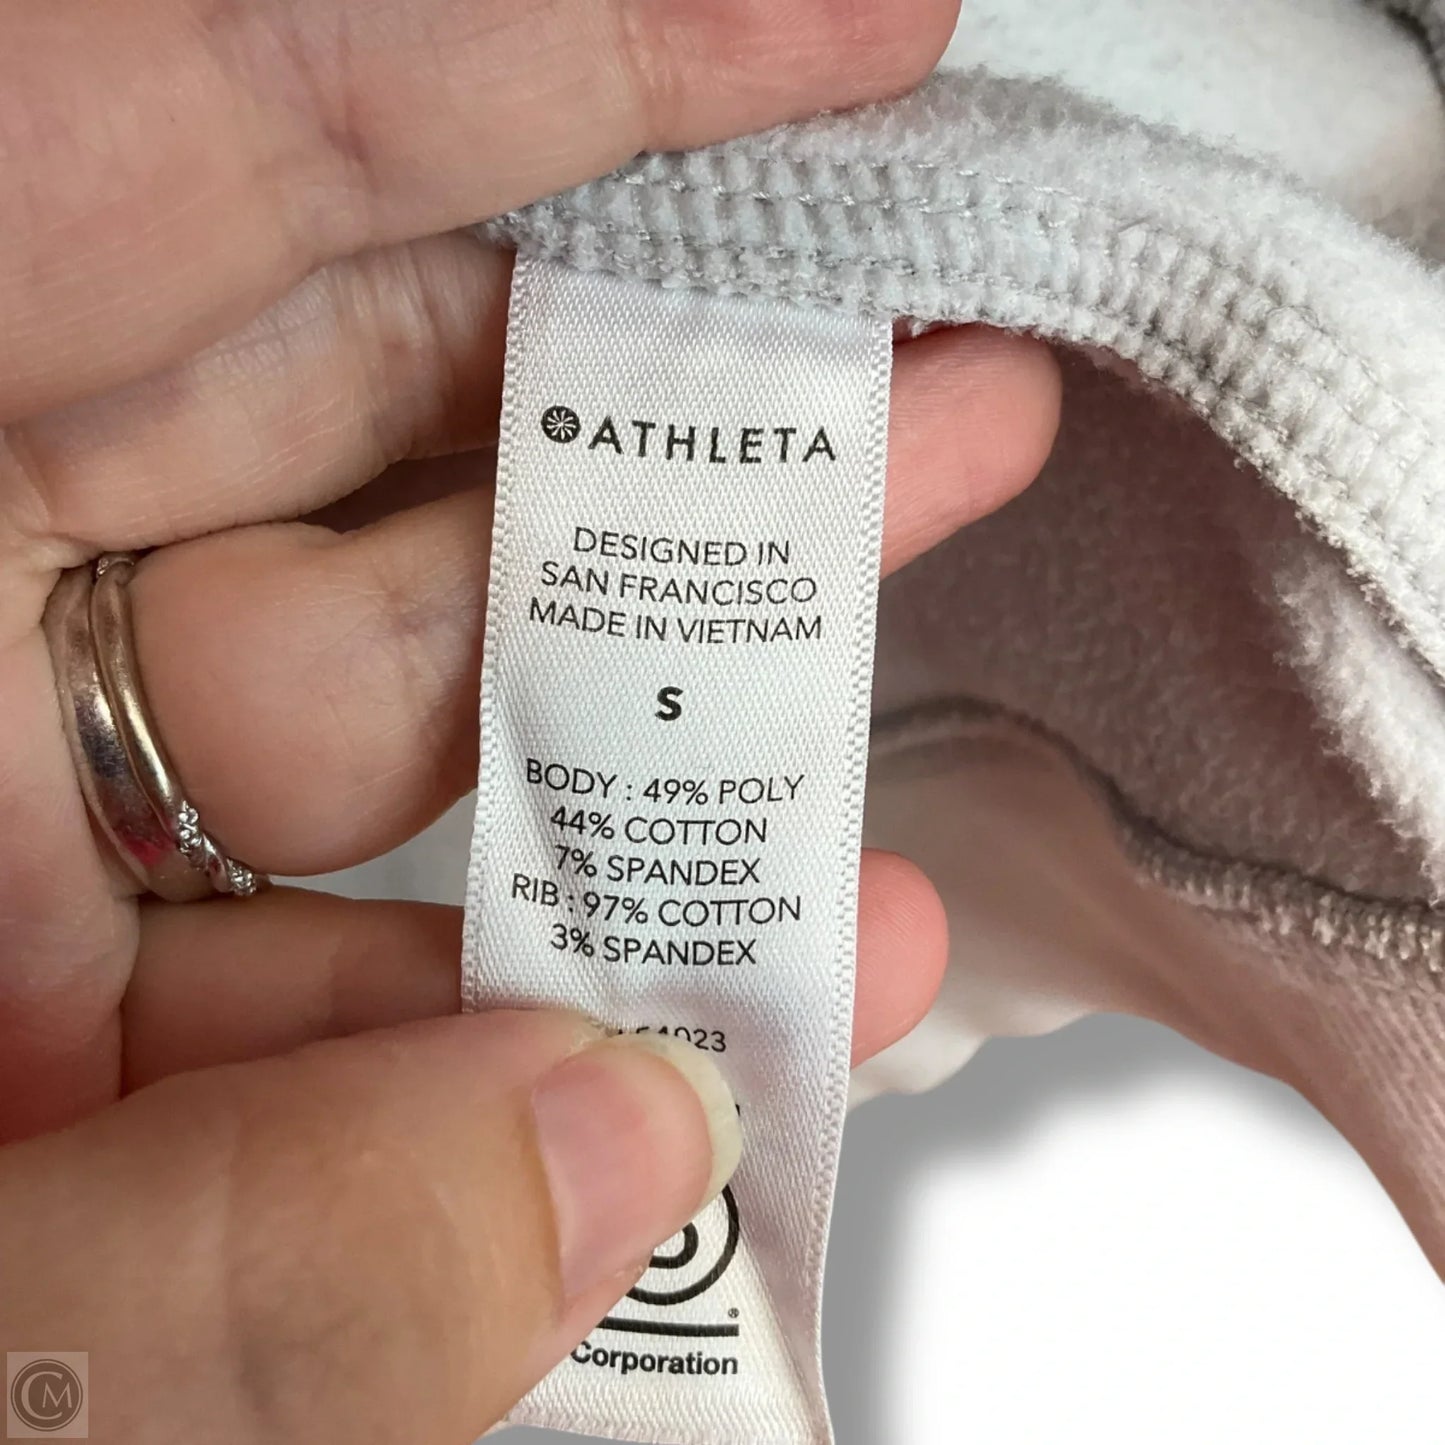 ATHLETA
DESIGNED IN
SAN FRANCISCO
MADE IN VIETNAM
S
BODY : 49% POLY
44% COTTON
7% SPANDEX
RIB : 97% COTTON
3% SPANDEX
B
®
Corporation
CM